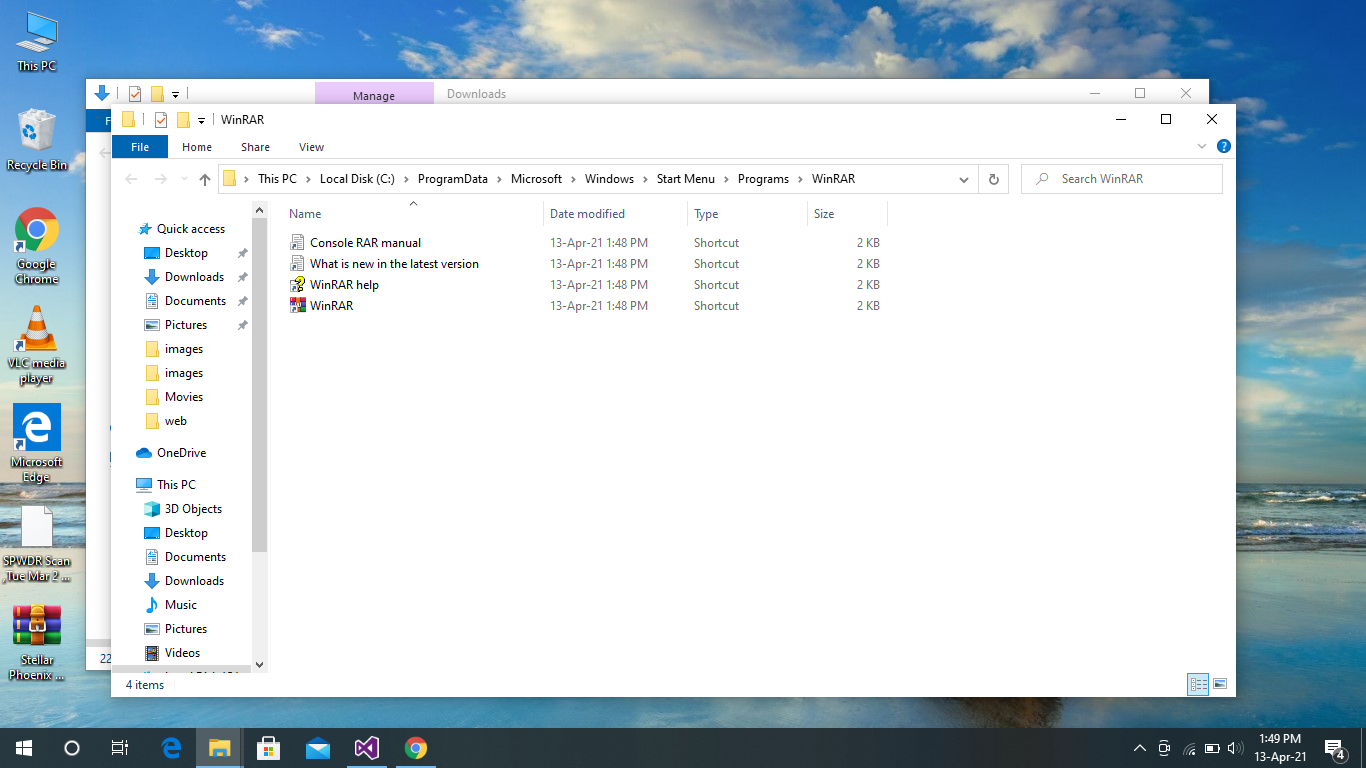 This PC
Recycle Bin
Google
Chrome
VLC media
player
Microsoft
Edge
SPWDR Scan
,Tue Mar 2 ...
Stellar
Phoenix ...
Manage
Downloads
F
22
WinRAR
File Home Share View
This PC Local Disk (C:) ProgramData Microsoft Windows Start Menu Programs WinRAR
Search WinRAR
Quick access
Desktop
Downloads
Documents
Pictures
images
images
Movies
web
OneDrive
This PC
3D Objects
Desktop
Documents
Downloads
Music
Pictures
Videos
Name Date modified Type Size
Console RAR manual 13-Apr-21 1:48 PM Shortcut 2 KB
What is new in the latest version 13-Apr-21 1:48 PM Shortcut 2 KB
WinRAR help 13-Apr-21 1:48 PM Shortcut 2 KB
WinRAR 13-Apr-21 1:48 PM Shortcut 2 KB
4 items
1:49 PM
13-Apr-21
4